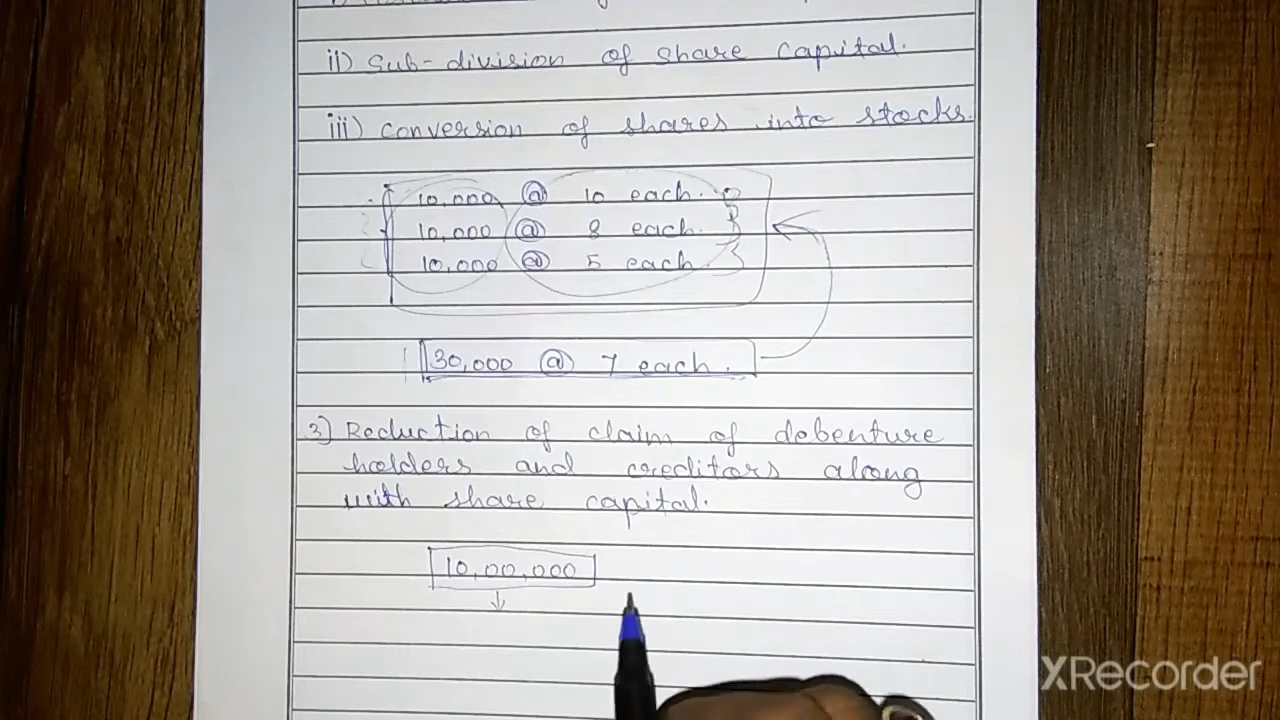 ii) Sub-division of share capital.
iii) conversion of shares into stocks.
10,000 @ 10 each.
10,000 @ 8 each.
10,000 @ 5 each.
30,000 @ 7 each.
3) Reduction of claim of debenture
holders and creditors along
with share capital.
10,00,000
XRecorder